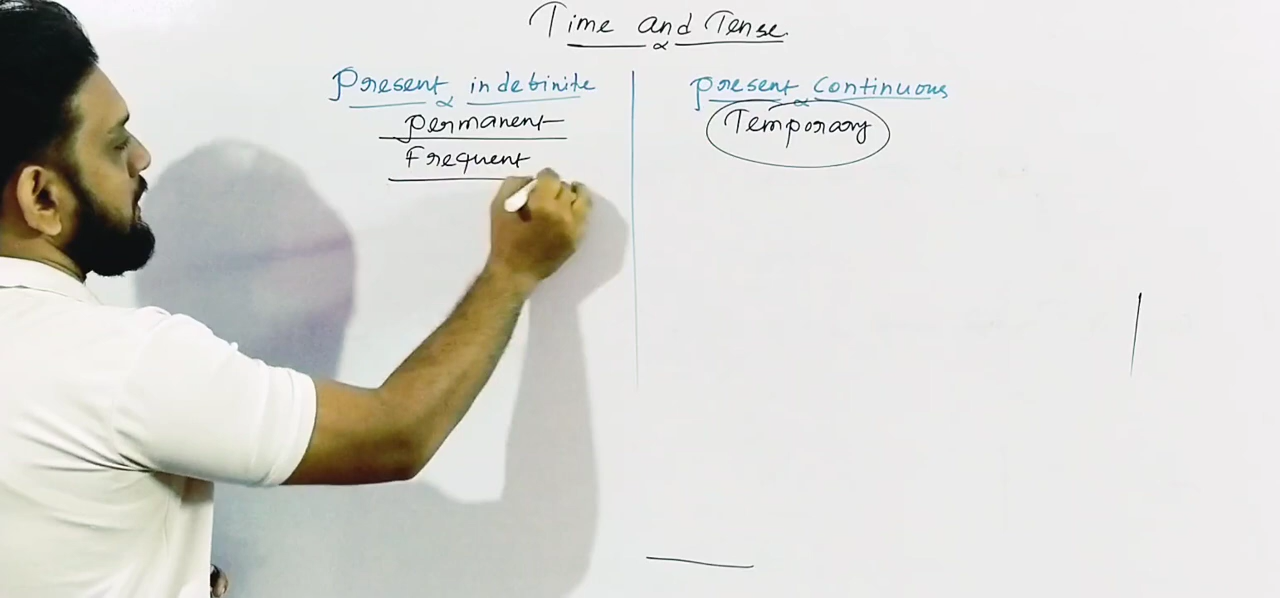 Time and Tense
Present indefinite
Permanent
Frequent
Present continuous
Temporary